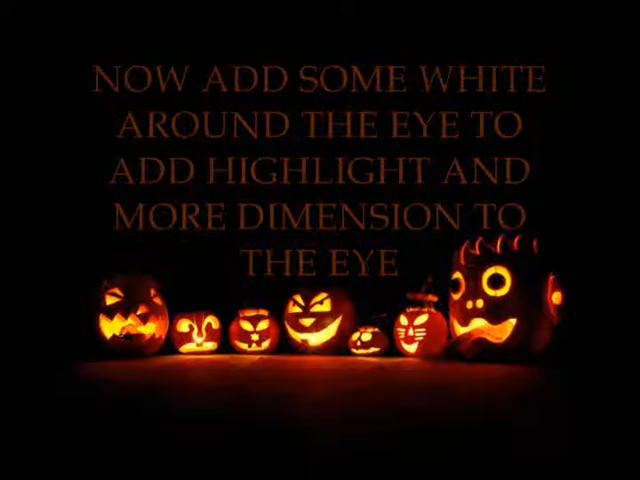 NOW ADD SOME WHITE
AROUND THE EYE TO
ADD HIGHLIGHT AND
MORE DIMENSION TO
THE EYE